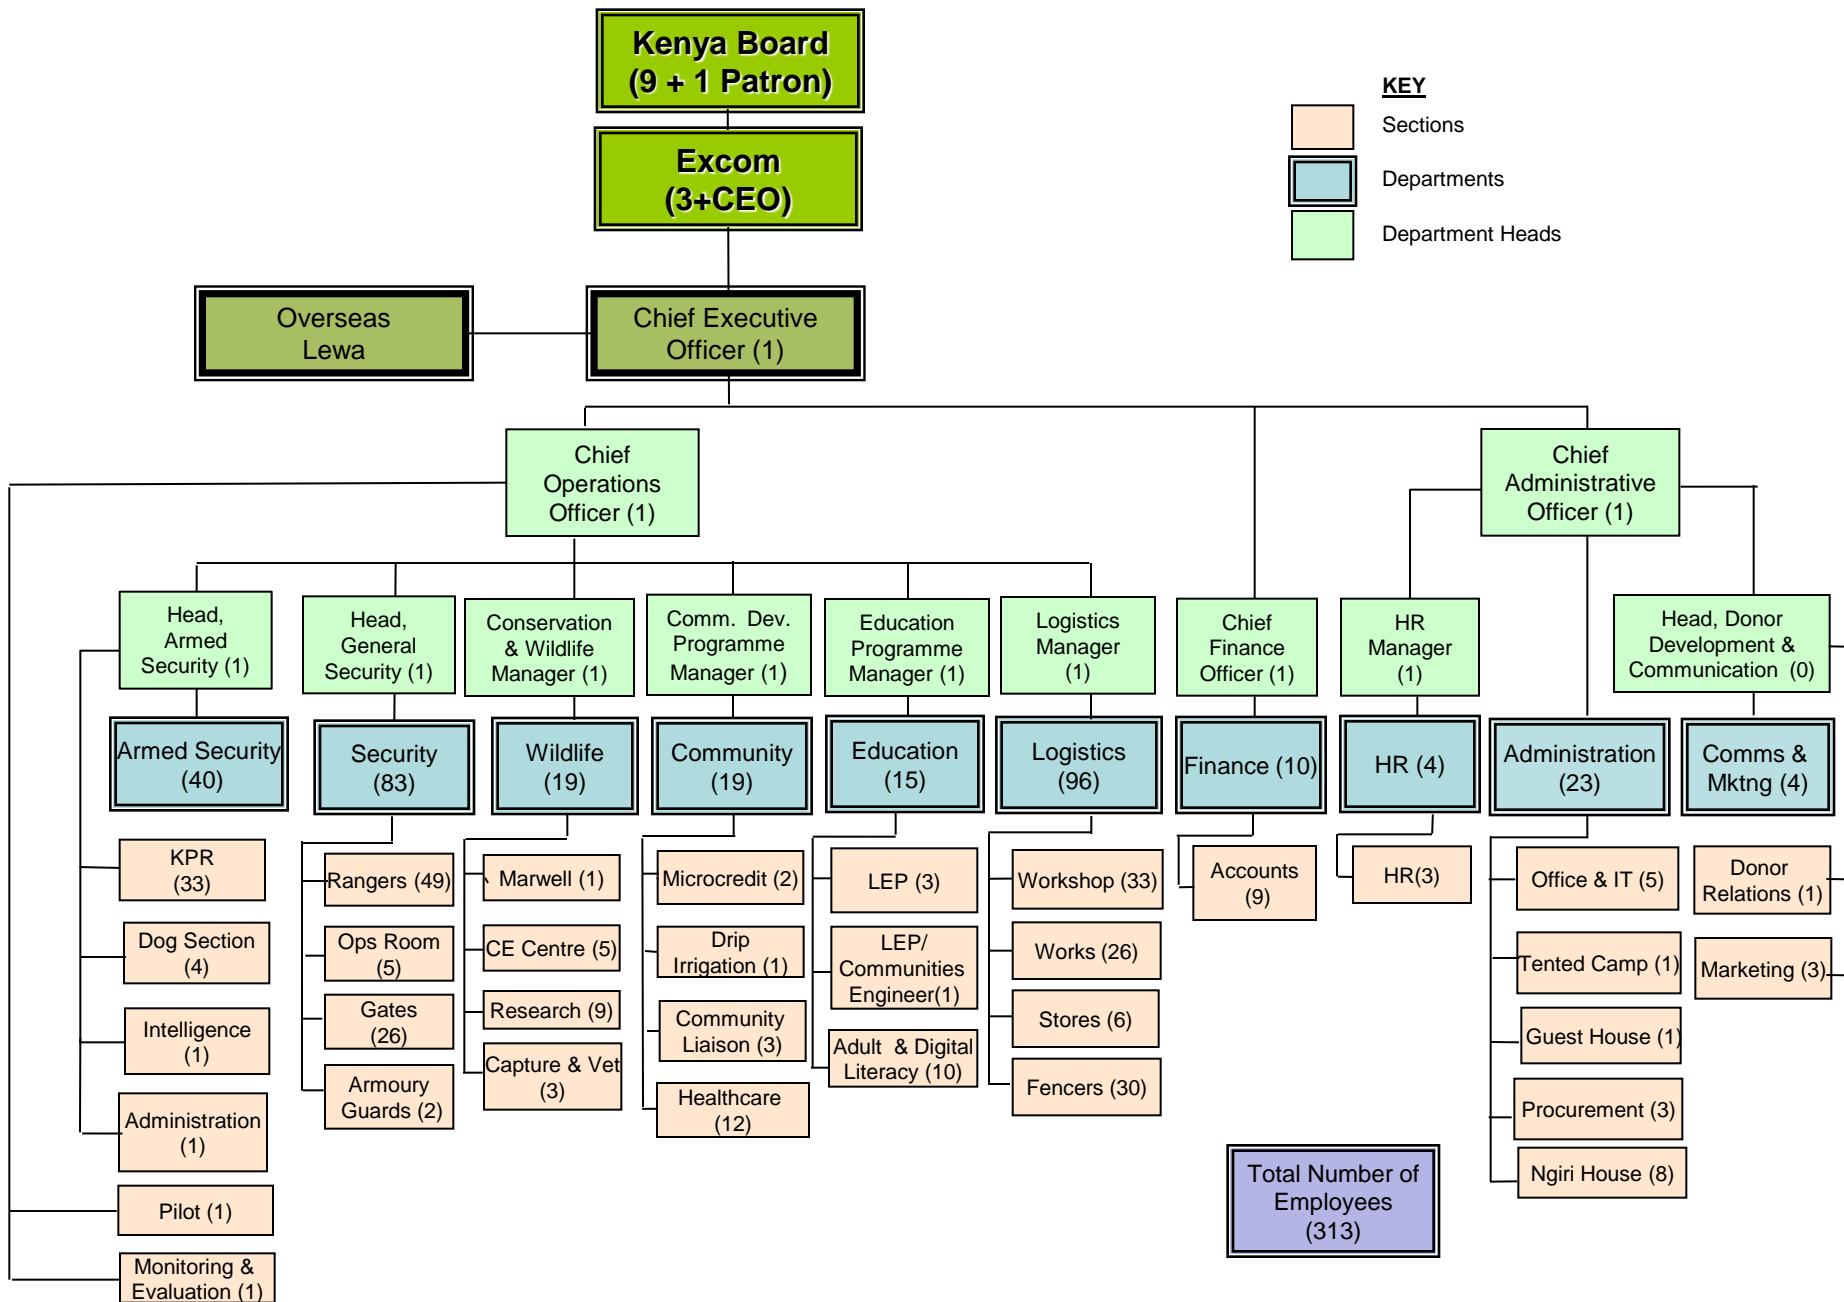 Kenya Board
(9 + 1 Patron)
KEY
Sections
Excom
(3+CEO)
Departments
Department Heads
Overseas
Lewa
Chief Executive
Officer (1)
Chief
Operations
Officer (1)
Chief
Administrative
Officer (1)
Head,
Armed
Security (1)
Head,
General
Security (1)
Conservation
& Wildlife
Manager (1)
Comm. Dev.
Programme
Manager (1)
Education
Programme
Manager (1)
Logistics
Manager
(1)
Chief
Finance
Officer (1)
HR
Manager
(1)
Head, Donor
Development &
Communication (0)
Armed Security
(40)
Security
(83)
Wildlife
(19)
Community
(19)
Education
(15)
Logistics
(96)
Finance (10)
HR (4)
Administration
(23)
Comms &
Mktng (4)
KPR
(33)
Dog Section
(4)
Intelligence
(1)
Administration
(1)
Pilot (1)
Monitoring &
Evaluation (1)
Rangers (49)
Ops Room
(5)
Gates
(26)
Armoury
Guards (2)
Marwell (1)
CE Centre (5)
Research (9)
Capture & Vet
(3)
Microcredit (2)
Drip
Irrigation (1)
Community
Liaison (3)
Healthcare
(12)
LEP (3)
LEP/
Communities
Engineer(1)
Adult & Digital
Literacy (10)
Workshop (33)
Works (26)
Stores (6)
Fencers (30)
Accounts
(9)
HR(3)
Office & IT (5)
Tented Camp (1)
Guest House (1)
Procurement (3)
Ngiri House (8)
Donor
Relations (1)
Marketing (3)
Total Number of
Employees
(313)